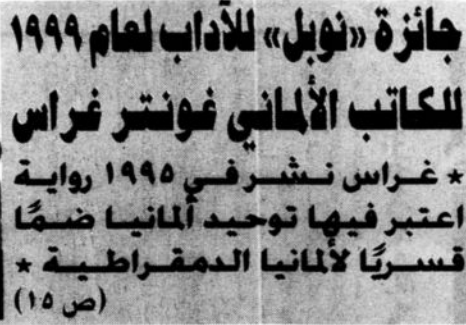 جائزة «نوبل» للآداب لعام ١٩٩٩
للكاتب الألماني غونتر غراس
* غراس نشر في ١٩٩٥ رواية
اعتبر فيها توحيد ألمانيا ضمًا
قسريًا لألمانيا الدمقراطية *
(ص ١٥)